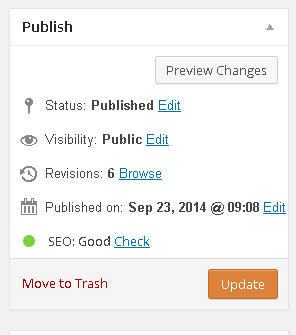 Publish
Preview Changes
Status: Published Edit
Visibility: Public Edit
Revisions: 6 Browse
Published on: Sep 23, 2014 @ 09:08 Edit
SEO: Good Check
Move to Trash Update